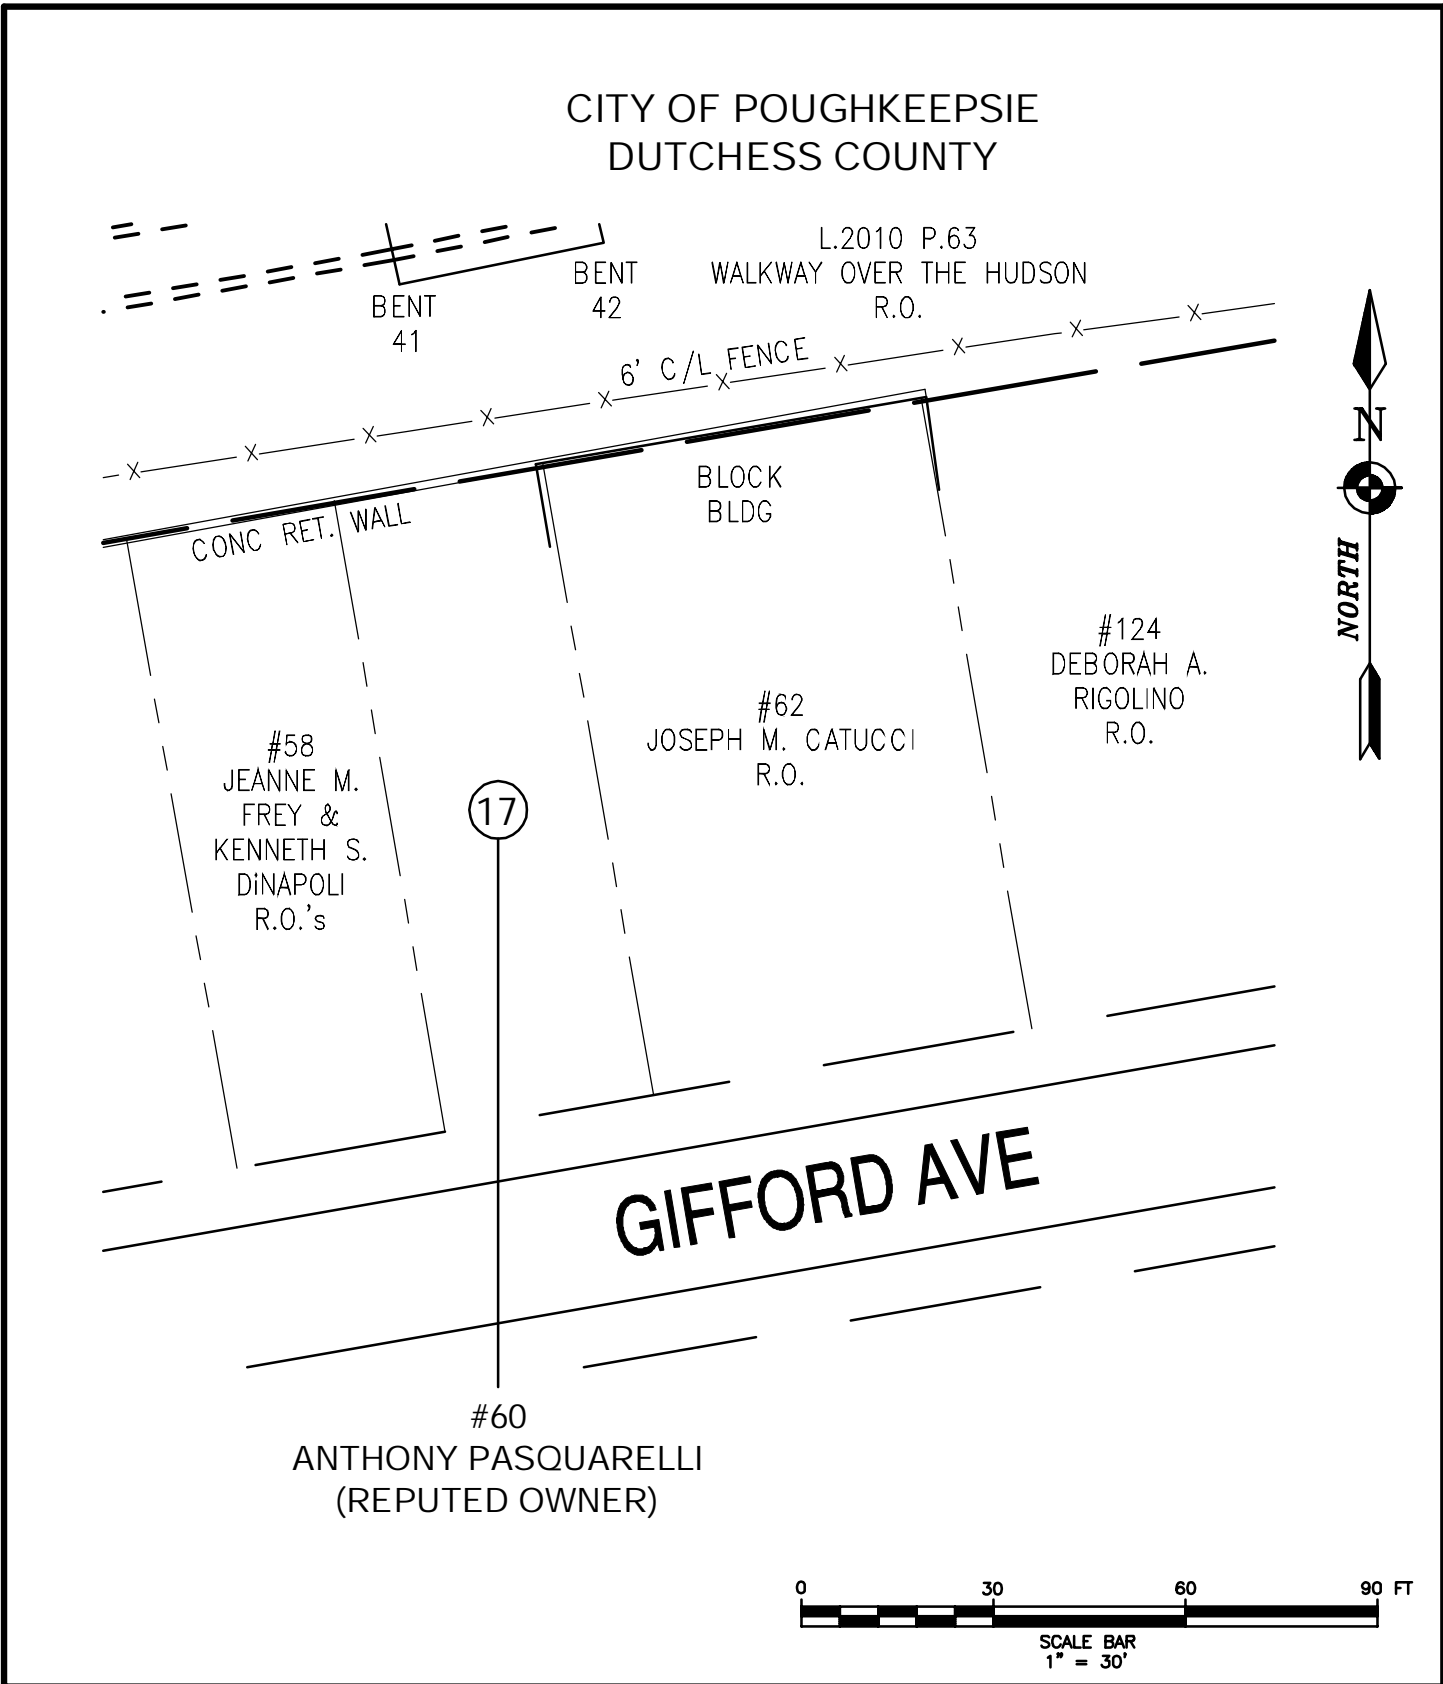 CITY OF POUGHKEEPSIE
DUTCHESS COUNTY
L.2010 P.63
WALKWAY OVER THE HUDSON
R.O.
BENT
41
BENT
42
6' C/L FENCE
CONC RET. WALL
BLOCK
BLDG
N
NORTH
#124
DEBORAH A.
RIGOLINO
R.O.
#62
JOSEPH M. CATUCCI
R.O.
#58
JEANNE M.
FREY &
KENNETH S.
DiNAPOLI
R.O.'s
17
GIFFORD AVE
#60
ANTHONY PASQUARELLI
(REPUTED OWNER)
0 30 60 90 FT
SCALE BAR
1" = 30'